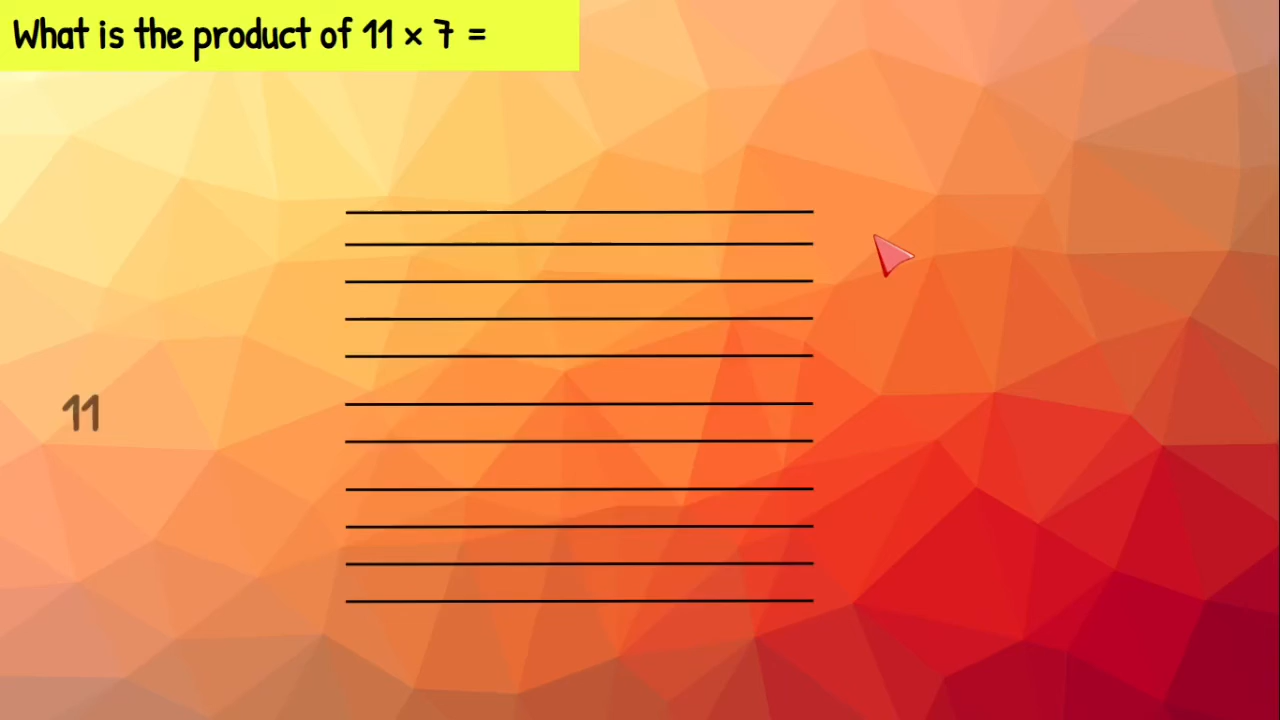 What is the product of 11 × 7 =
11